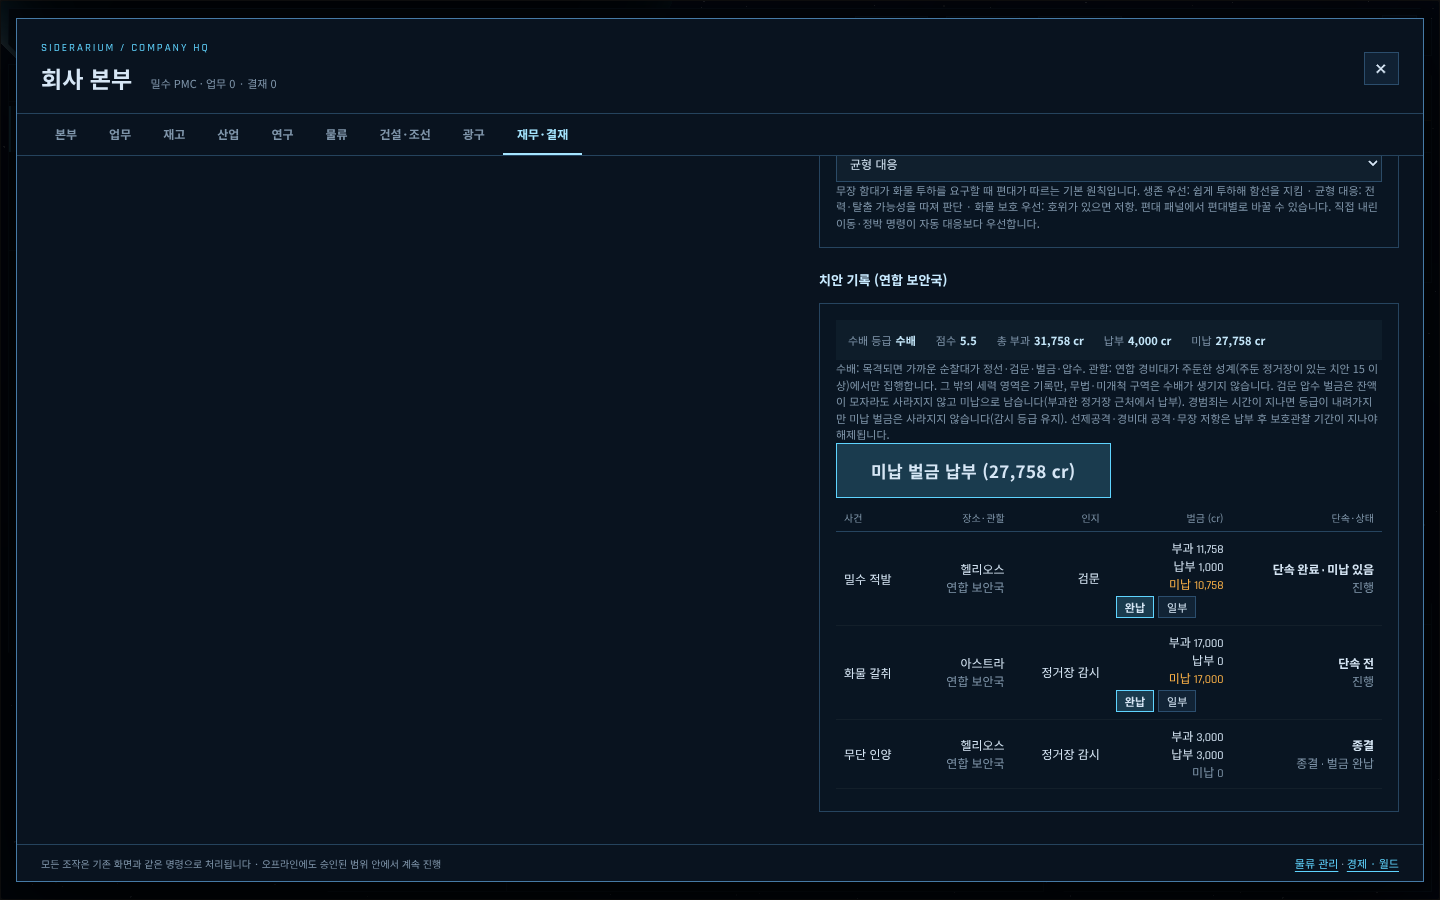 SIDERARIUM / COMPANY HQ
회사 본부
밀수 PMC · 업무 0 · 결재 0
×
본부
업무
재고
산업
연구
물류
건설·조선
광구
재무·결재
균형 대응
무장 함대가 화물 투하를 요구할 때 편대가 따르는 기본 원칙입니다. 생존 우선: 쉽게 투하해 함선을 지킴 · 균형 대응: 전
력·탈출 가능성을 따져 판단 · 화물 보호 우선: 호위가 있으면 저항. 편대 패널에서 편대별로 바꿀 수 있습니다. 직접 내린
이동·정박 명령이 자동 대응보다 우선합니다.
치안 기록 (연합 보안국)
수배 등급 수배 점수 5.5 총 부과 31,758 cr 납부 4,000 cr 미납 27,758 cr
수배: 목격되면 가까운 순찰대가 정선·검문·벌금·압수. 관할: 연합 경비대가 주둔한 성계(주둔 정거장이 있는 치안 15 이
상)에서만 집행합니다. 그 밖의 세력 영역은 기록만, 무법·미개척 구역은 수배가 생기지 않습니다. 검문 압수 벌금은 잔액
이 모자라도 사라지지 않고 미납으로 남습니다(부과한 정거장 근처에서 납부). 경범죄는 시간이 지나면 등급이 내려가지
만 미납 벌금은 사라지지 않습니다(감시 등급 유지). 선제공격·경비대 공격·무장 저항은 납부 후 보호관찰 기간이 지나야
해제됩니다.
미납 벌금 납부 (27,758 cr)
사건 장소·관할 인지 벌금 (cr) 단속·상태
밀수 적발
헬리오스
연합 보안국
검문
부과 11,758
납부 1,000
미납 10,758
완납 일부
단속 완료·미납 있음
진행
화물 갈취
아스트라
연합 보안국
정거장 감시
부과 17,000
납부 0
미납 17,000
완납 일부
단속 전
진행
무단 인양
헬리오스
연합 보안국
정거장 감시
부과 3,000
납부 3,000
미납 0
종결
종결 · 벌금 완납
모든 조작은 기존 화면과 같은 명령으로 처리됩니다 · 오프라인에도 승인된 범위 안에서 계속 진행
물류 관리 · 경제 · 월드